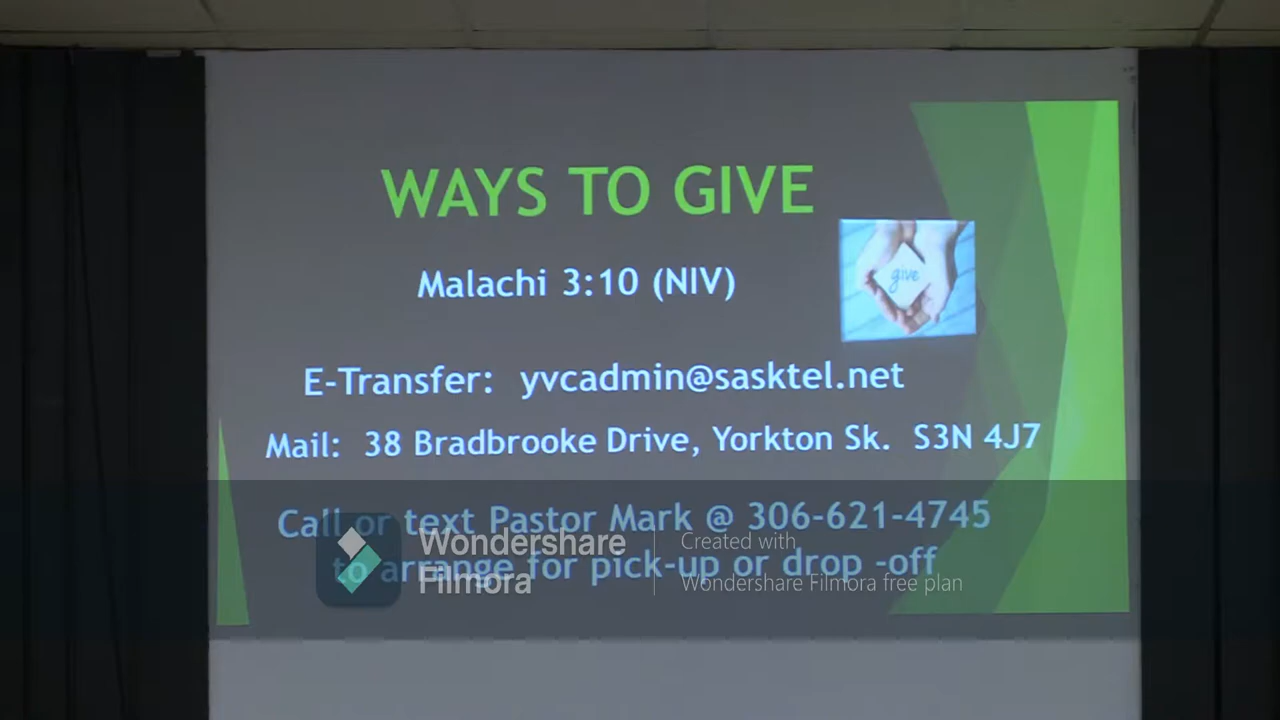 WAYS TO GIVE
Malachi 3:10 (NIV)
give
E-Transfer: yvcadmin@sasktel.net
Mail: 38 Bradbrooke Drive, Yorkton Sk. S3N 4J7
Call or text Pastor Mark @ 306-621-4745
to arrange for pick-up or drop -off
Wondershare
Filmora
Created with
Wondershare Filmora free plan